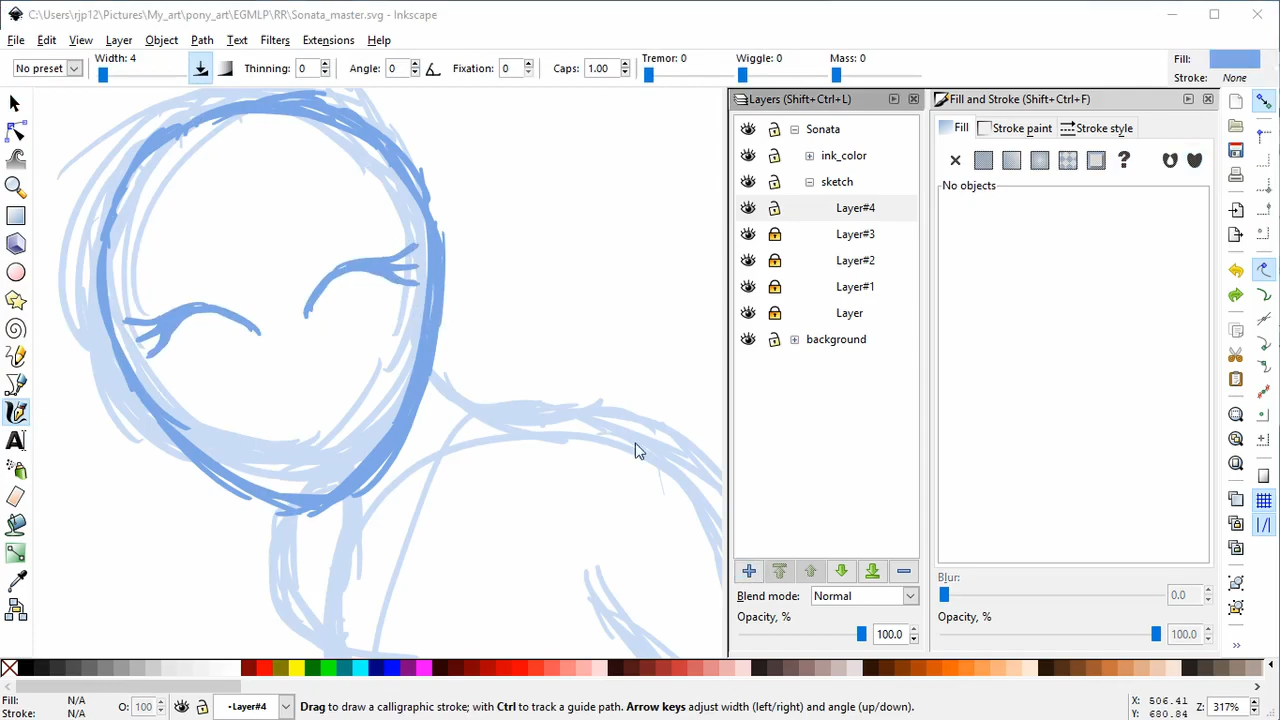 C:\Users\rjp12\Pictures\My_art\pony_art\EGMLP\RR\Sonata_master.svg - Inkscape
File Edit View Layer Object Path Text Filters Extensions Help
No preset Width: 4 Thinning: 0 Angle: 0 Fixation: 0 Caps: 1.00 Tremor: 0 Wiggle: 0 Mass: 0 Fill:
Stroke: None
Layers (Shift+Ctrl+L) Fill and Stroke (Shift+Ctrl+F)
Sonata
ink_color
sketch
Layer#4
Layer#3
Layer#2
Layer#1
Layer
background
Blend mode: Normal
Opacity, % 100.0
Fill Stroke paint Stroke style
?
No objects
Blur:
0.0
Opacity, %
100.0
Fill: N/A
Stroke: N/A
O: 100
-Layer#4
Drag to draw a calligraphic stroke; with Ctrl to track a guide path. Arrow keys adjust width (left/right) and angle (up/down).
X: 506.41
Y: 680.84
Z: 317%